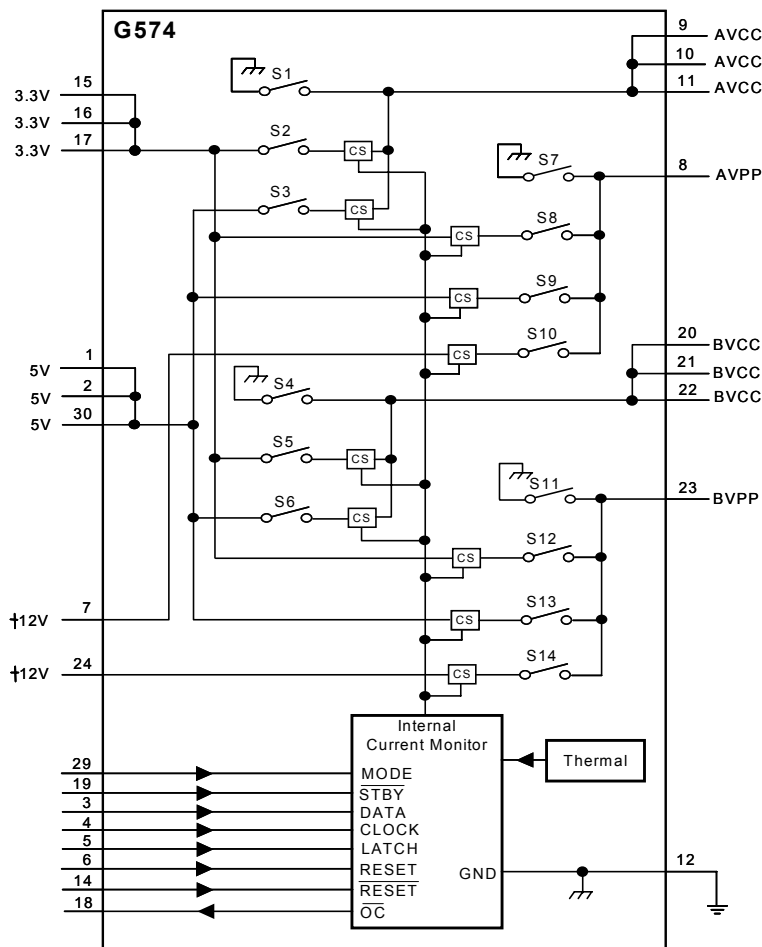 G574
9 AVCC
10 AVCC
11 AVCC
15
3.3V
16
3.3V
17
3.3V
S1
S2
CS
S3
CS
S7
8 AVPP
S8
CS
S9
CS
S10
CS
1
5V
2
5V
30
5V
20 BVCC
21 BVCC
22 BVCC
S4
S5
CS
S6
CS
S11
23 BVPP
S12
CS
7
†12V
S13
CS
24
†12V
S14
CS
Internal
Current Monitor
Thermal
29 MODE
19 STBY
3 DATA
4 CLOCK
5 LATCH
6 RESET
14 RESET
18 OC
GND
12